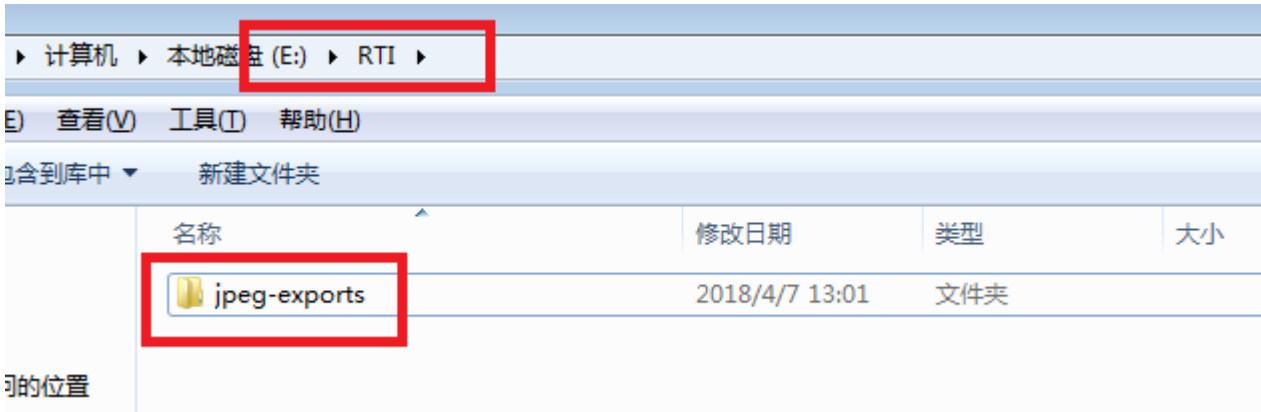 计算机 本地磁盘 (E:) RTI
E) 查看(V) 工具(T) 帮助(H)
包含到库中 新建文件夹
名称 修改日期 类型 大小
jpeg-exports 2018/4/7 13:01 文件夹
问的位置